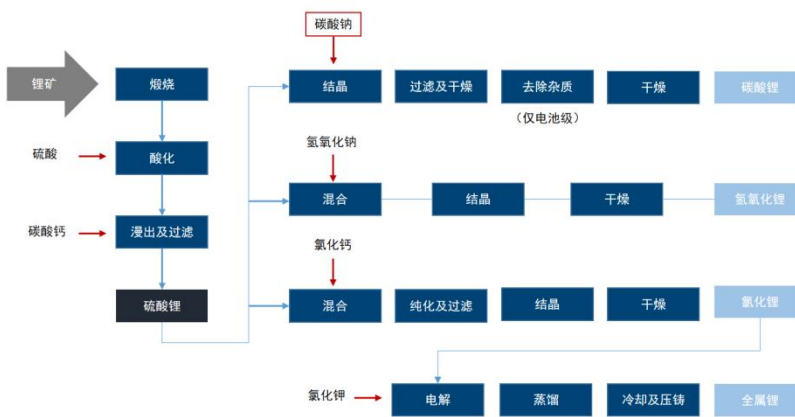 碳酸钠
锂矿
煅烧
结晶
过滤及干燥
去除杂质
干燥
碳酸锂
（仅电池级）
硫酸
酸化
氢氧化钠
混合
结晶
干燥
氢氧化锂
碳酸钙
漫出及过滤
氯化钙
硫酸锂
混合
纯化及过滤
结晶
干燥
氯化锂
氯化钾
电解
蒸馏
冷却及压铸
全属锂